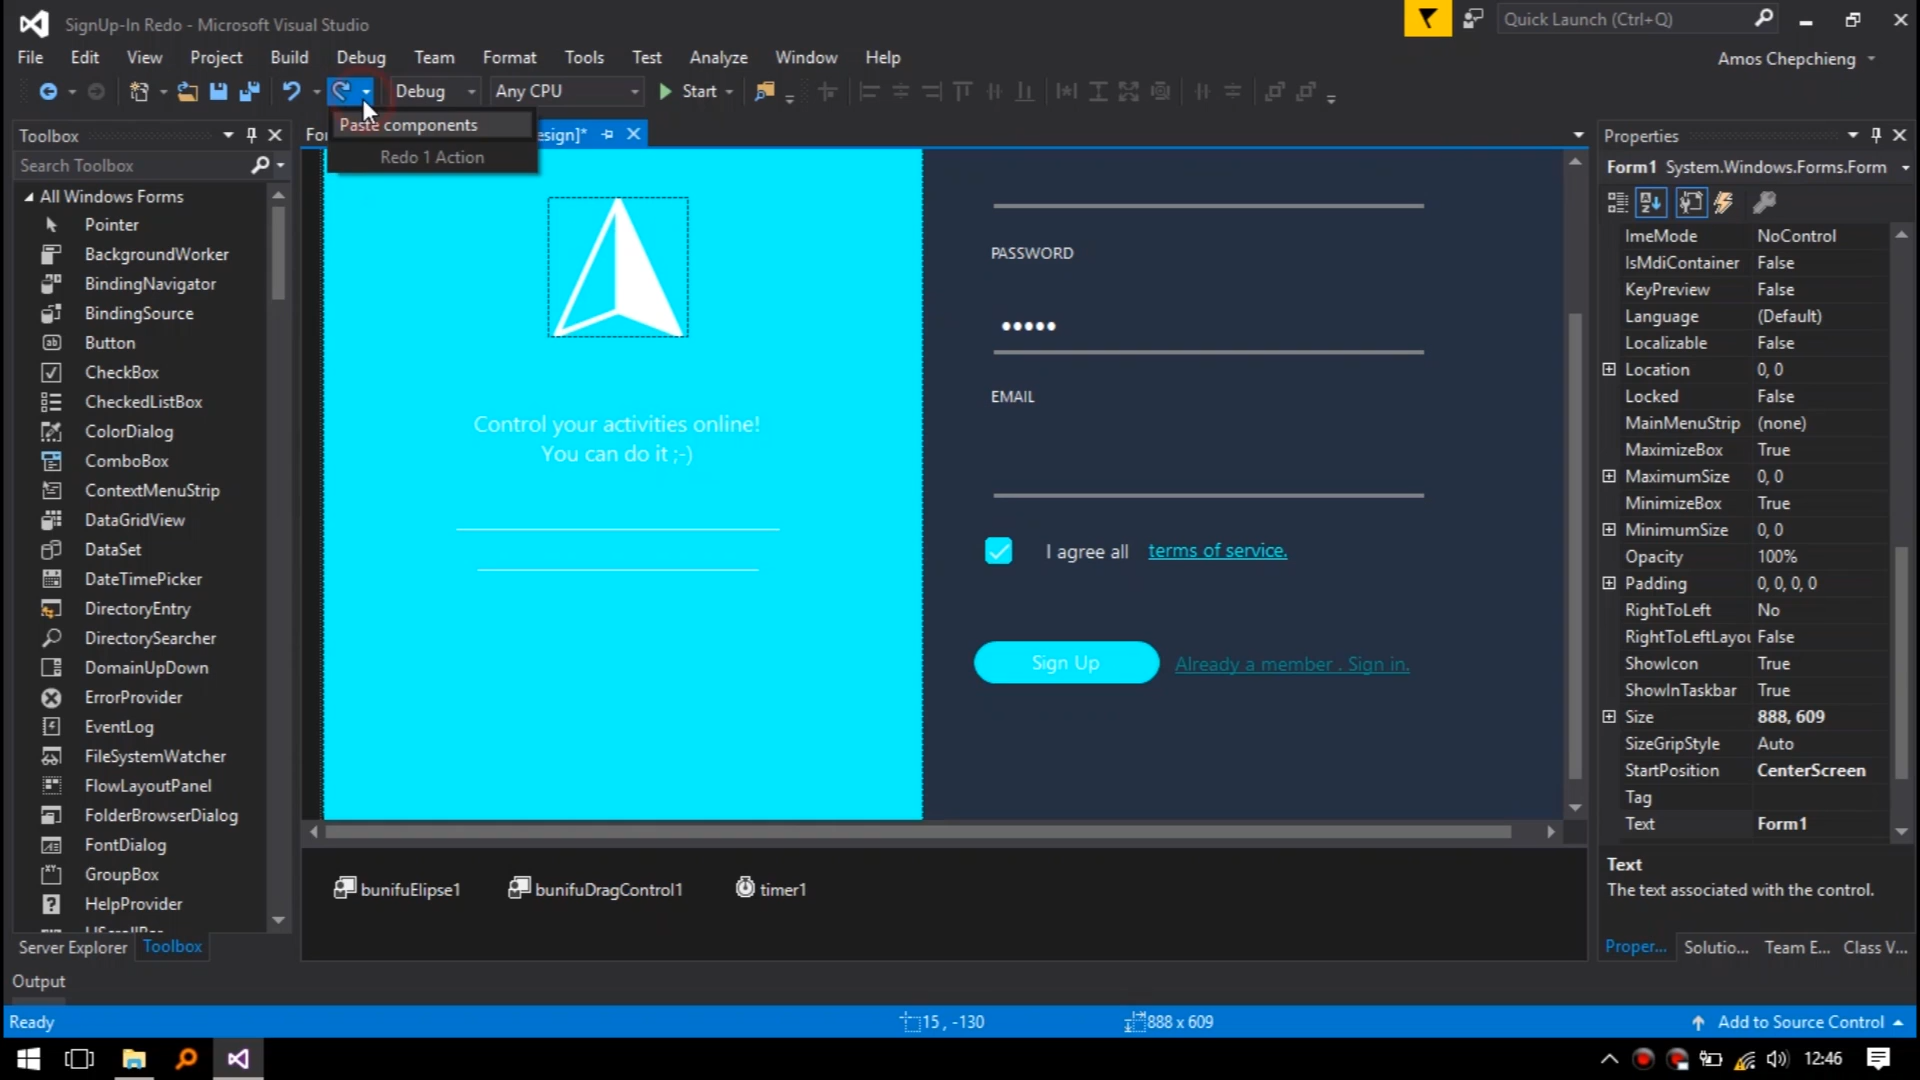 SignUp-In Redo - Microsoft Visual Studio
Quick Launch (Ctrl+Q)
File Edit View Project Build Debug Team Format Tools Test Analyze Window Help
Amos Chepchieng
Debug Any CPU Start
Paste components
Redo 1 Action
Toolbox
Search Toolbox
All Windows Forms
Pointer
BackgroundWorker
BindingNavigator
BindingSource
Button
CheckBox
CheckedListBox
ColorDialog
ComboBox
ContextMenuStrip
DataGridView
DataSet
DateTimePicker
DirectoryEntry
DirectorySearcher
DomainUpDown
ErrorProvider
EventLog
FileSystemWatcher
FlowLayoutPanel
FolderBrowserDialog
FontDialog
GroupBox
HelpProvider
Server Explorer Toolbox
Fo
esign]*
Control your activities online!
You can do it ;-)
PASSWORD
•••••
EMAIL
I agree all terms of service.
Sign Up Already a member . Sign in.
bunifuElipse1 bunifuDragControl1 timer1
Properties
Form1 System.Windows.Forms.Form
ImeMode NoControl
IsMdiContainer False
KeyPreview False
Language (Default)
Localizable False
Location 0, 0
Locked False
MainMenuStrip (none)
MaximizeBox True
MaximumSize 0, 0
MinimizeBox True
MinimumSize 0, 0
Opacity 100%
Padding 0, 0, 0, 0
RightToLeft No
RightToLeftLayou False
ShowIcon True
ShowInTaskbar True
Size 888, 609
SizeGripStyle Auto
StartPosition CenterScreen
Tag
Text Form1
Text
The text associated with the control.
Proper... Solutio... Team E... Class V...
Output
Ready 15 , -130 888 x 609 Add to Source Control
12:46